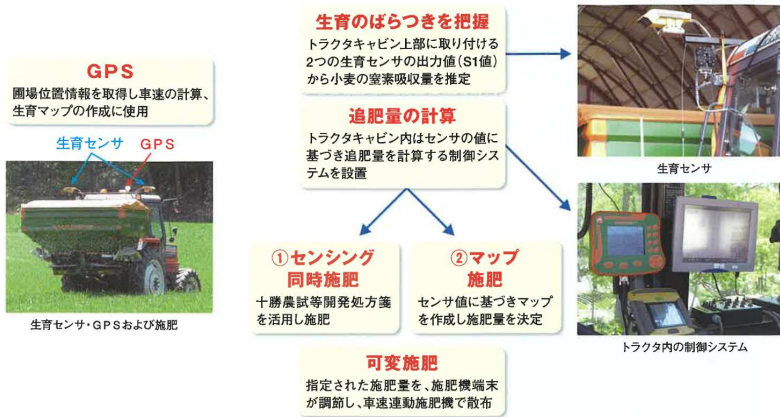 GPS
圃場位置情報を取得し車速の計算、
生育マップの作成に使用
生育センサ
GPS
生育センサ・GPSおよび施肥
生育のばらつきを把握
トラクタキャビン上部に取り付ける
2つの生育センサの出力値(S1値)
から小麦の窒素吸収量を推定
追肥量の計算
トラクタキャビン内はセンサの値に
基づき追肥量を計算する制御シス
テムを設置
①センシング
同時施肥
十勝農試等開発処方箋
を活用し施肥
②マップ
施肥
センサ値に基づきマップ
を作成し施肥量を決定
可変施肥
指定された施肥量を、施肥機端末
が調節し、車速連動施肥機で散布
生育センサ
トラクタ内の制御システム